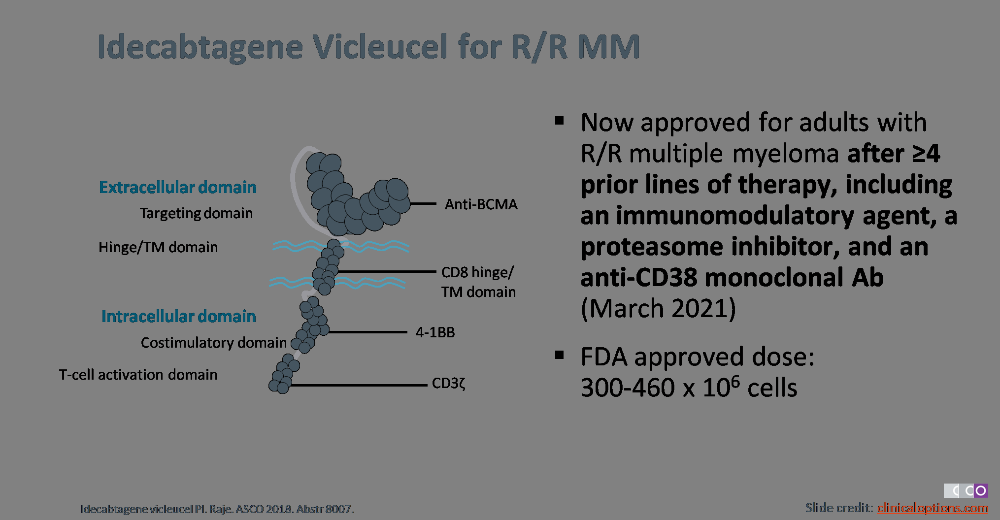 Idecabtagene Vicleucel for R/R MM
Extracellular domain
Targeting domain
Hinge/TM domain
Intracellular domain
Costimulatory domain
T-cell activation domain
Anti-BCMA
CD8 hinge/
TM domain
4-1BB
CD3ζ
▪ Now approved for adults with
R/R multiple myeloma after ≥4
prior lines of therapy, including
an immunomodulatory agent, a
proteasome inhibitor, and an
anti-CD38 monoclonal Ab
(March 2021)
▪ FDA approved dose:
300-460 x 10⁶ cells
CCO
Idecabtagene vicleucel PI. Raje. ASCO 2018. Abstr 8007.
Slide credit: clinicaloptions.com